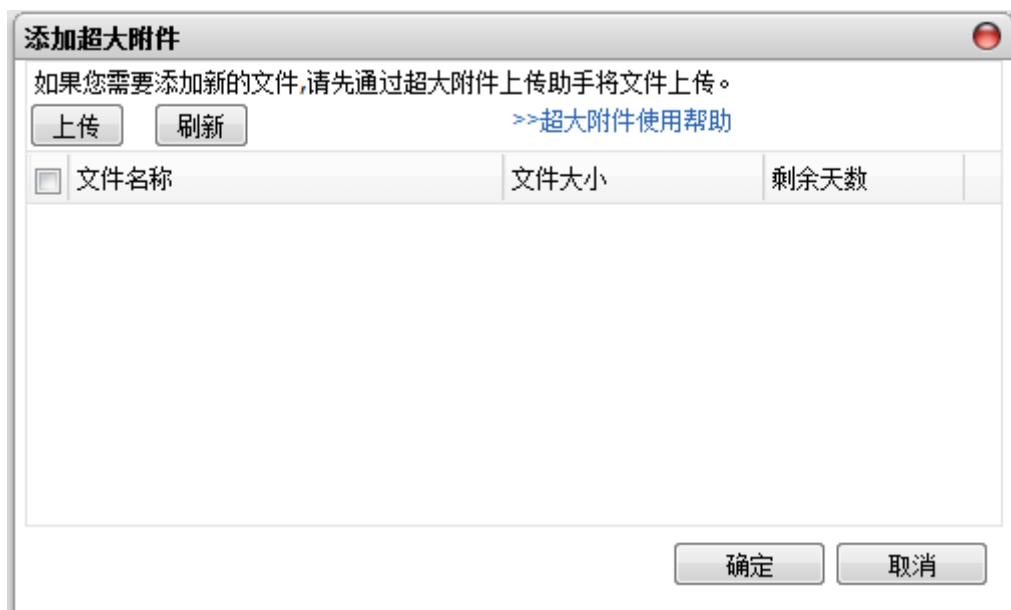 添加超大附件
如果您需要添加新的文件,请先通过超大附件上传助手将文件上传。
上传 刷新 >>超大附件使用帮助
文件名称 文件大小 剩余天数
确定 取消